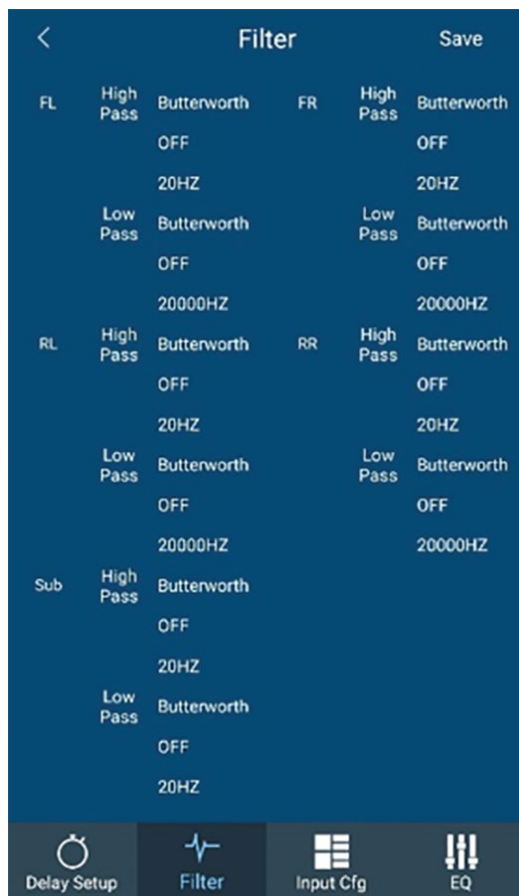 Filter Save
FL High Pass Butterworth FR High Pass Butterworth
OFF OFF
20HZ 20HZ
Low Pass Butterworth Low Pass Butterworth
OFF OFF
20000HZ 20000HZ
RL High Pass Butterworth RR High Pass Butterworth
OFF OFF
20HZ 20HZ
Low Pass Butterworth Low Pass Butterworth
OFF OFF
20000HZ 20000HZ
Sub High Pass Butterworth
OFF
20HZ
Low Pass Butterworth
OFF
20HZ
Delay Setup Filter Input Cfg EQ